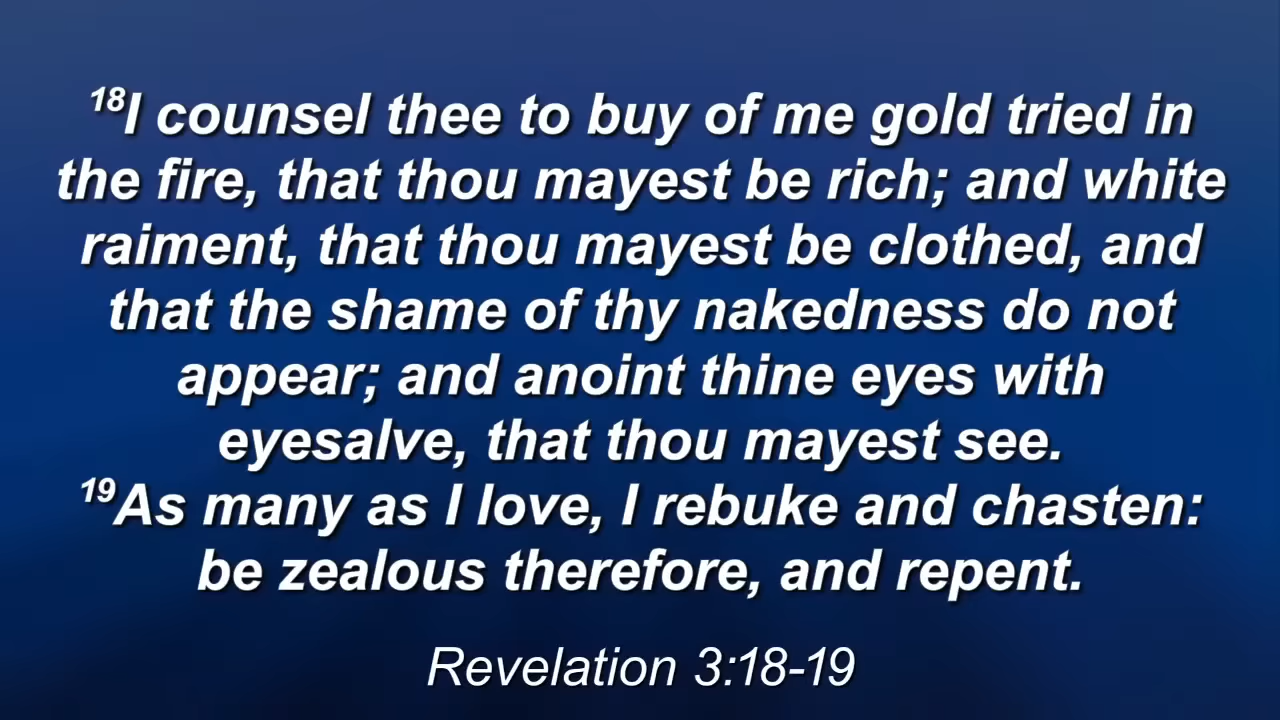 18I counsel thee to buy of me gold tried in
the fire, that thou mayest be rich; and white
raiment, that thou mayest be clothed, and
that the shame of thy nakedness do not
appear; and anoint thine eyes with
eyesalve, that thou mayest see.
19As many as I love, I rebuke and chasten:
be zealous therefore, and repent.
Revelation 3:18-19